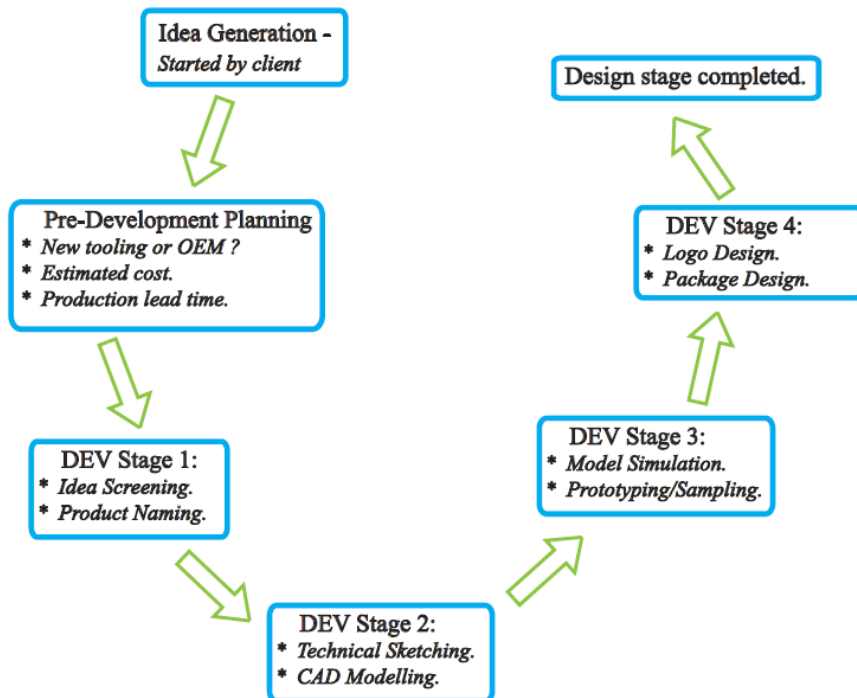 Idea Generation -
Started by client
Pre-Development Planning
* New tooling or OEM ?
* Estimated cost.
* Production lead time.
DEV Stage 1:
* Idea Screening.
* Product Naming.
DEV Stage 2:
* Technical Sketching.
* CAD Modelling.
DEV Stage 3:
* Model Simulation.
* Prototyping/Sampling.
DEV Stage 4:
* Logo Design.
* Package Design.
Design stage completed.